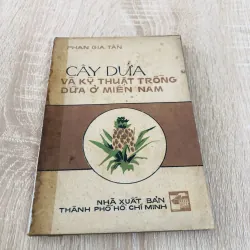 PHAN GIA TÂN
CÂY DỨA
VÀ KỸ THUẬT TRỒNG
DỨA Ở MIỀN NAM
NHÀ XUẤT BẢN
THÀNH PHỐ HỒ CHÍ MINH